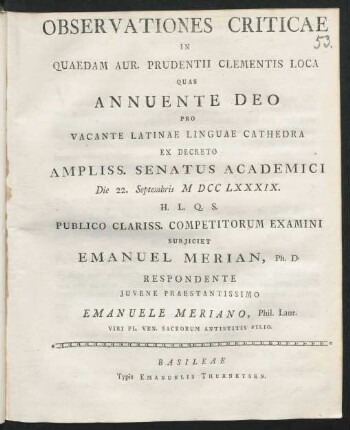 OBSERVATIONES CRITICAE
53.
IN
QUAEDAM AUR. PRUDENTII CLEMENTIS LOCA
QUAS
ANNUENTE DEO
PRO
VACANTE LATINAE LINGUAE CATHEDRA
EX DECRETO
AMPLISS. SENATUS ACADEMICI
Die 22. Septembris M DCC LXXXIX.
H. L. Q. S.
PUBLICO CLARISS. COMPETITORUM EXAMINI
SUBJICIET
EMANUEL MERIAN, Ph. D.
RESPONDENTE
JUVENE PRAESTANTISSIMO
EMANUELE MERIANO, Phil. Laur.
VIRI PL. VEN. SACRORUM ANTISTITIS FILIO.
BASILEAE
Typis EMANUELIS THURNEYSEN.